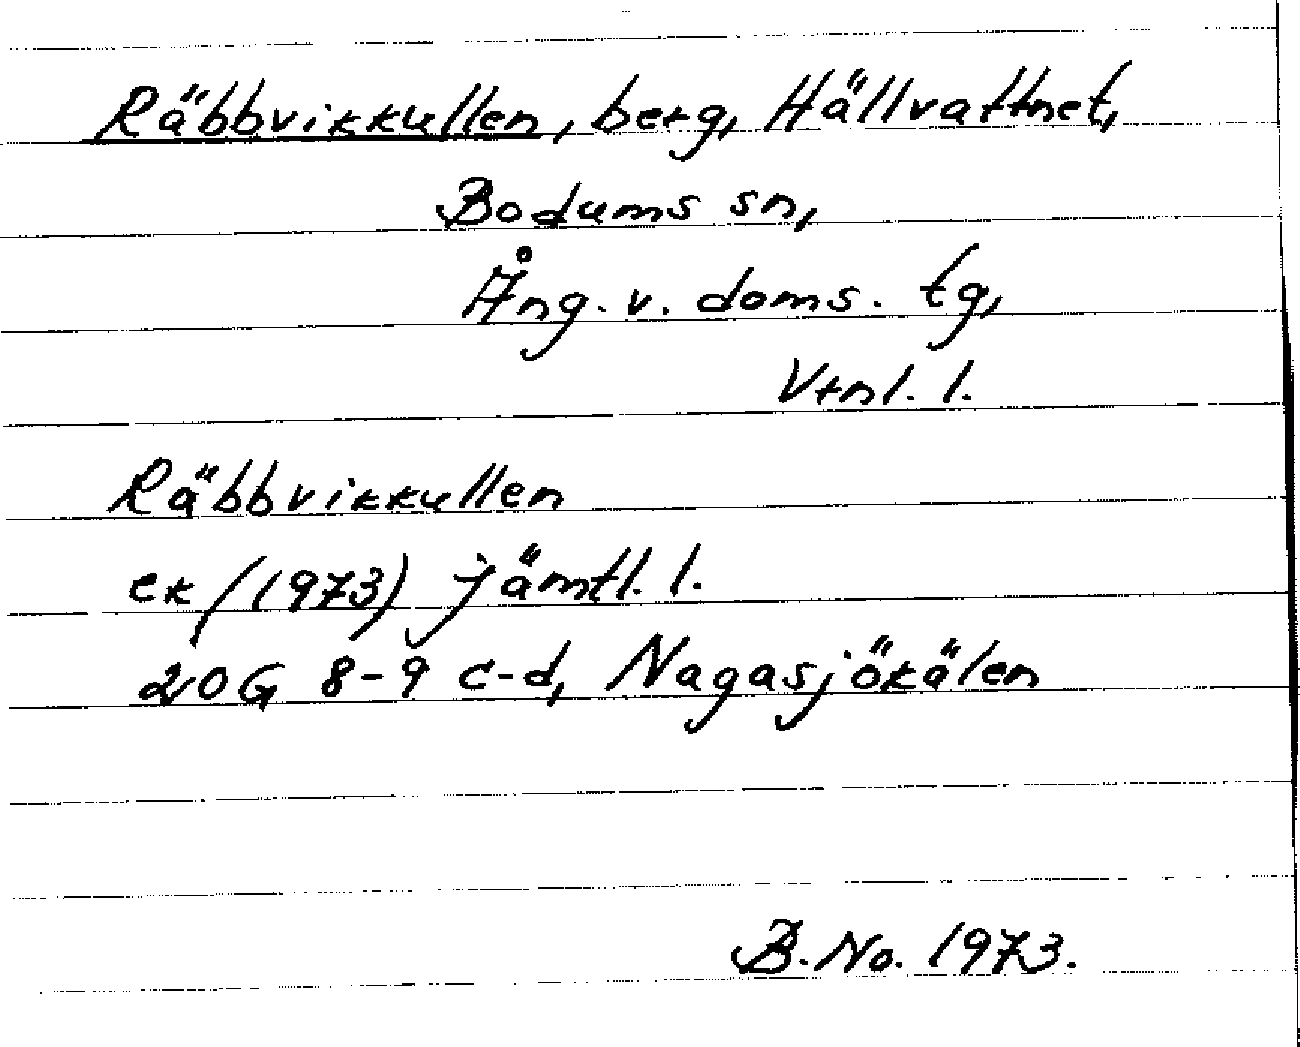 Räbbvikkullen, berg, Hällvattnet,
Bodums sn,
Ång. v. doms. tg,
Vtnl. l.
Räbbvikkullen
ek (1973) jämtl. l.
20G 8-9 c-d, Nagasjökälen
B. No. 1973.